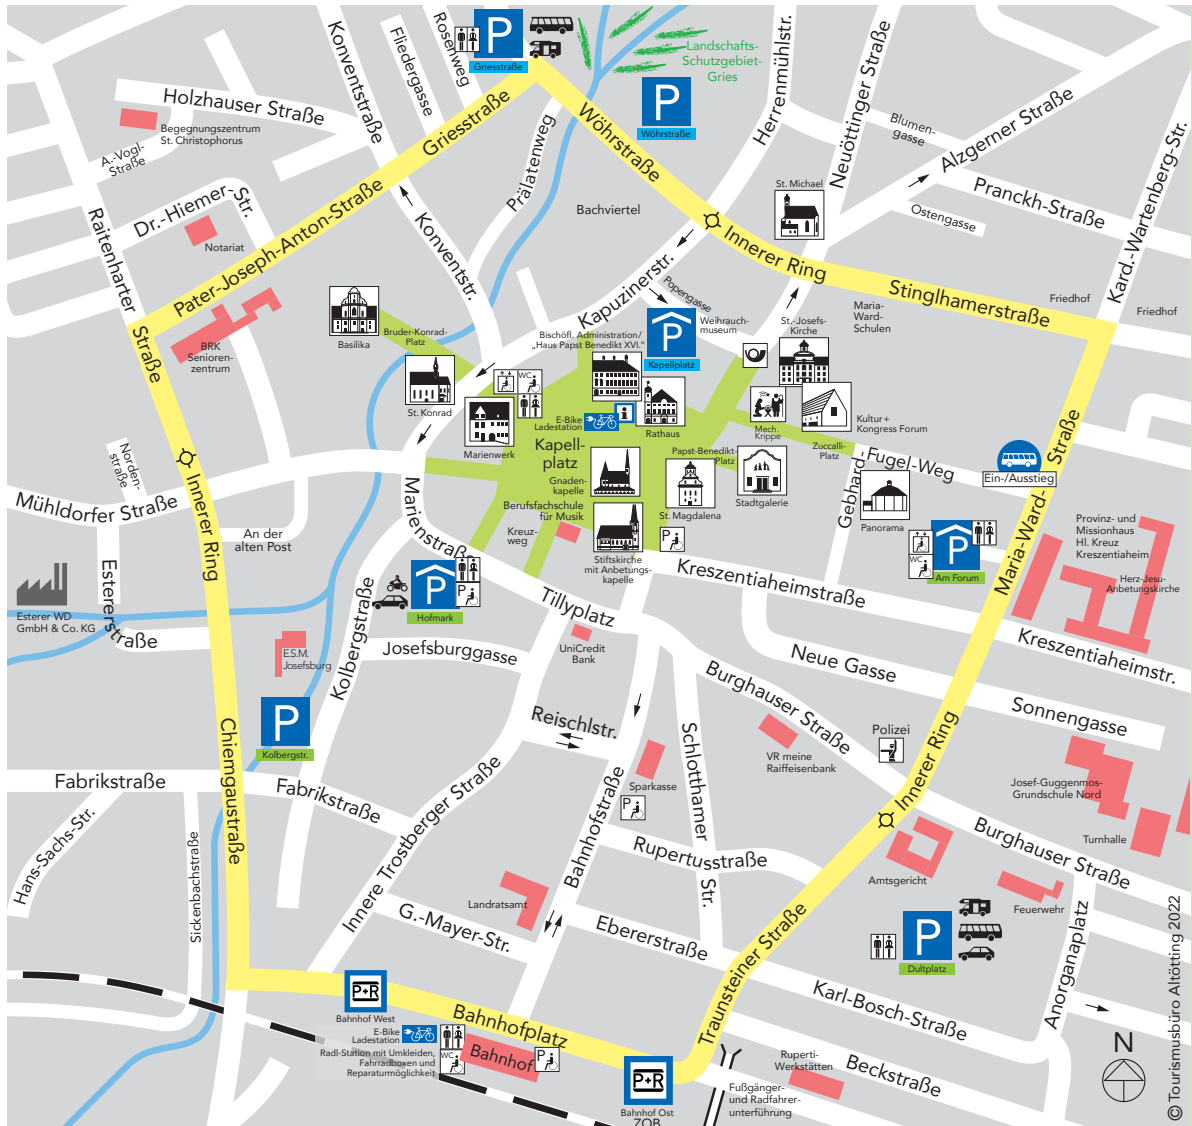 Griesstraße
P
Rosenweg
Fliedergasse
Konventstraße
Landschafts-
Schutzgebiet-
Gries
P
Wöhrstraße
Herrenmühlstr.
Neuöttinger Straße
Blumen-
gasse
Alzgerner Straße
Pranckh-Straße
Kard.-Wartenberg-Str.
Ostengasse
Holzhauser Straße
Begegnungszentrum
St. Christophorus
A.-Vogl-
Straße
Griesstraße
Wöhrstraße
Prälatenweg
Bachviertel
St. Michael
Raitenharter
Straße
Dr.-Hiemer-
Str.
Notariat
Pater-Joseph-Anton-Straße
Konventstr.
Kapuzinerstr.
Innerer Ring
Popengasse
Stinglhamerstraße
Friedhof
Friedhof
Maria-
Ward-
Schulen
BRK
Senioren-
zentrum
Basilika
Bruder-Konrad-
Platz
St. Konrad
Bischöfl. Administration/
„Haus Papst Benedikt XVI.“
P
Kapellplatz
Weihrauch-
museum
St.-Josefs-
Kirche
WC
Marienwerk
E-Bike
Ladestation
i
Rathaus
Mech.
Krippe
Kultur +
Kongress Forum
Zuccalli-
Platz
Kapell-
platz
Gnaden-
kapelle
Papst-Benedikt-
Platz
St. Magdalena
Stadtgalerie
Gebhard-
Fugel-Weg
Panorama
Ein-/Ausstieg
Maria-Ward-
Straße
Norden-
straße
Mühldorfer Straße
Innerer Ring
An der
alten Post
Marienstraße
Berufsfachschule
für Musik
Kreuz-
weg
Stiftskirche
mit Anbetungs-
kapelle
P
Kreszentiaheimstraße
WC
P
Am Forum
Provinz- und
Missionhaus
Hl. Kreuz
Kreszentiaheim
Herz-Jesu-
Anbetungskirche
Kreszentiaheimstr.
Esterer WD
GmbH & Co. KG
Estererstraße
E.S.M.
Josefsburg
P
Hofmark
P
Kolbergstraße
Josefsburggasse
Tillyplatz
UniCredit
Bank
Neue Gasse
Sonnengasse
Burghauser Straße
Polizei
Innerer Ring
P
Kolbergstr.
Chiemgaustraße
Reischlstr.
Schlotthamer
Str.
VR meine
Raiffeisenbank
Sparkasse
P
Josef-Guggenmos-
Grundschule Nord
Turnhalle
Fabrikstraße
Fabrikstraße
Hans-Sachs-Str.
Sickenbachstraße
Innere Trostberger Straße
Bahnhofstraße
Rupertusstraße
Amtsgericht
Burghauser Straße
Feuerwehr
Landratsamt
G.-Mayer-Str.
Ebererstraße
Traunsteiner Straße
P
Dultplatz
Anorganaplatz
Karl-Bosch-Straße
P+R
Bahnhof West
Bahnhofplatz
E-Bike
Ladestation
Radl-Station mit Umkleiden,
Fahrradboxen und
Reparaturmöglichkeit
WC
Bahnhof
P
P+R
Bahnhof Ost
ZOB
Fußgänger-
und Radfahrer-
unterführung
Ruperti-
Werkstätten
Beckstraße
N
© Tourismusbüro Altötting 2022